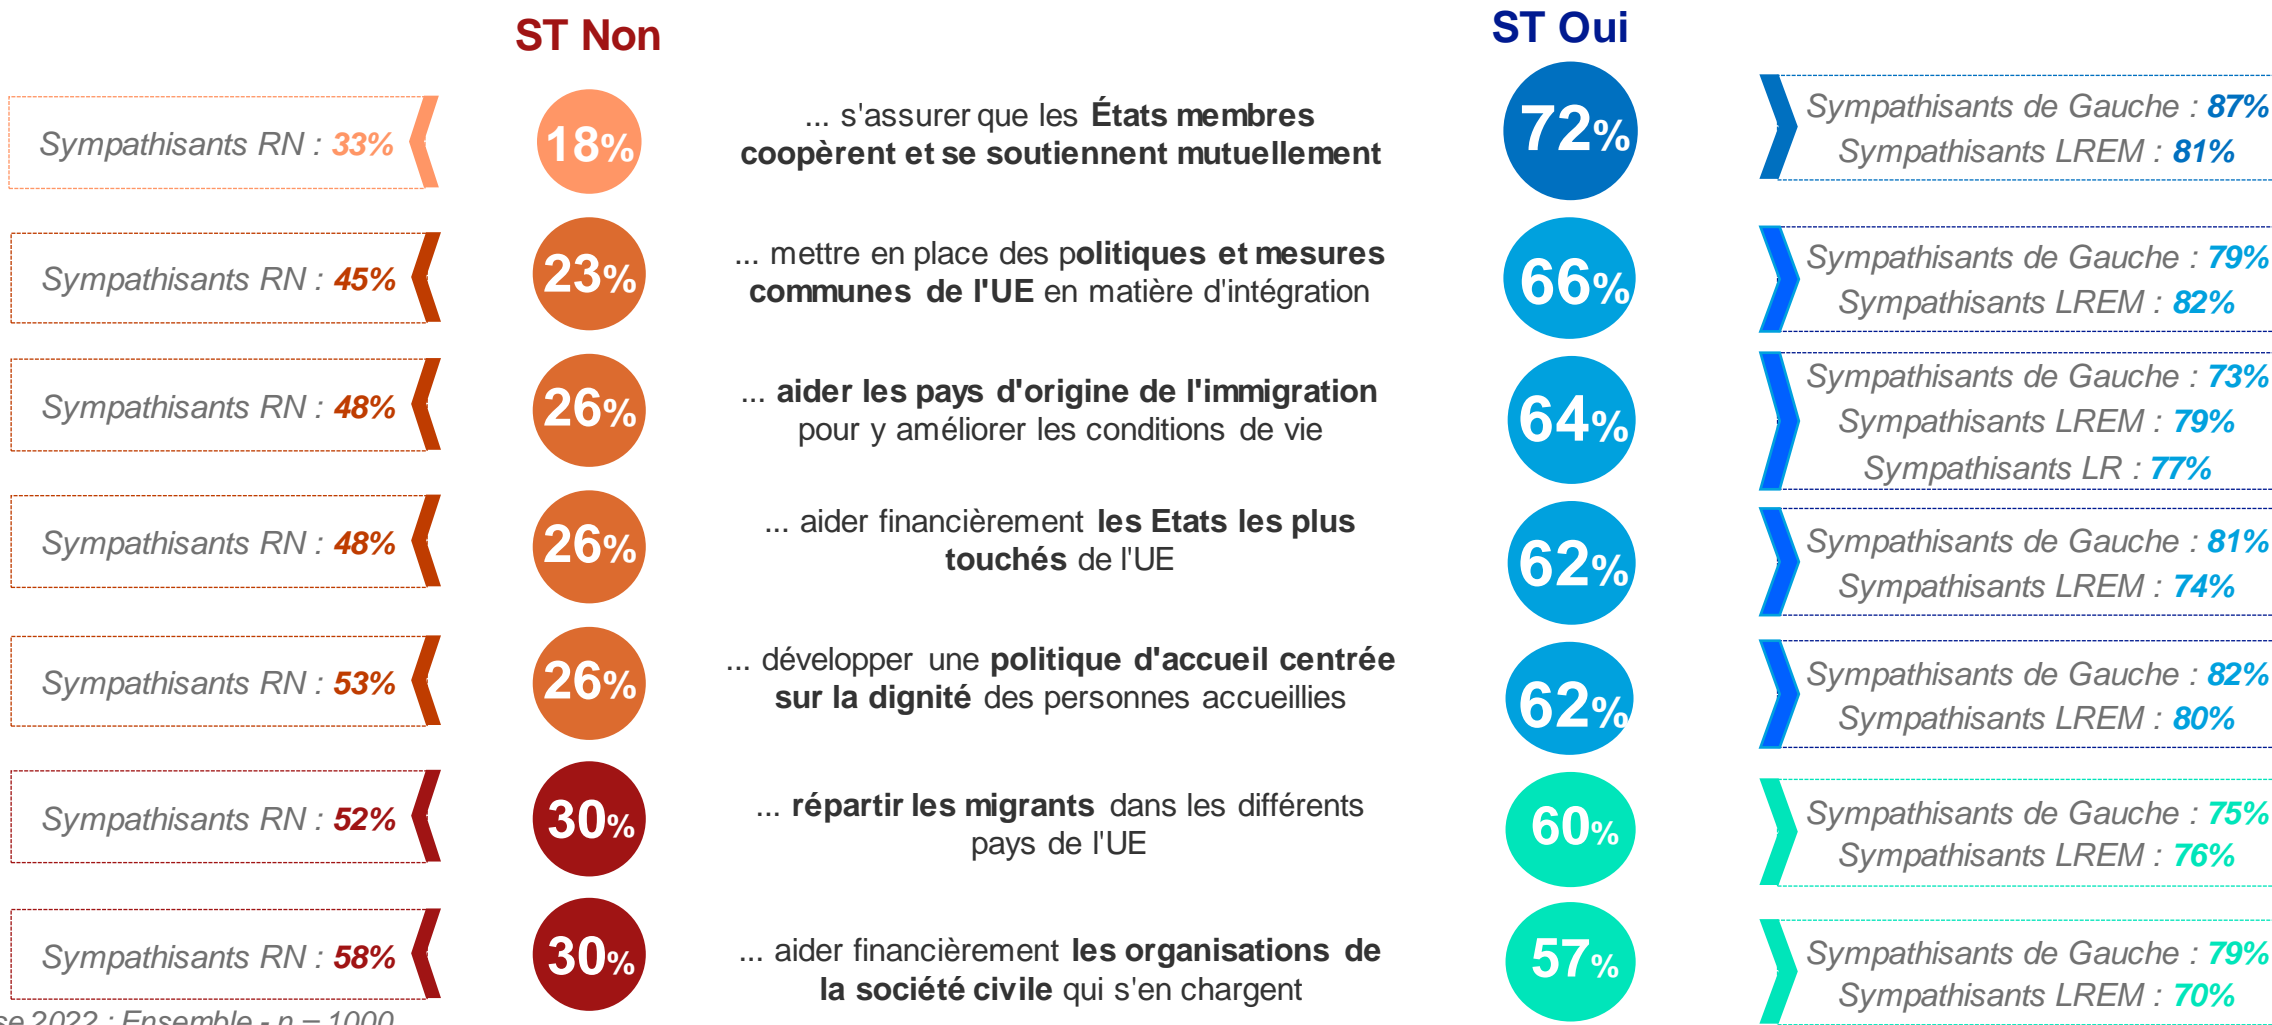 ST Non
ST Oui
Sympathisants RN : 33%
18%
... s'assurer que les États membres
coopèrent et se soutiennent mutuellement
72%
Sympathisants de Gauche : 87%
Sympathisants LREM : 81%
Sympathisants RN : 45%
23%
... mettre en place des politiques et mesures
communes de l'UE en matière d'intégration
66%
Sympathisants de Gauche : 79%
Sympathisants LREM : 82%
Sympathisants RN : 48%
26%
... aider les pays d'origine de l'immigration
pour y améliorer les conditions de vie
64%
Sympathisants de Gauche : 73%
Sympathisants LREM : 79%
Sympathisants LR : 77%
Sympathisants RN : 48%
26%
... aider financièrement les Etats les plus
touchés de l'UE
62%
Sympathisants de Gauche : 81%
Sympathisants LREM : 74%
Sympathisants RN : 53%
26%
... développer une politique d'accueil centrée
sur la dignité des personnes accueillies
62%
Sympathisants de Gauche : 82%
Sympathisants LREM : 80%
Sympathisants RN : 52%
30%
... répartir les migrants dans les différents
pays de l'UE
60%
Sympathisants de Gauche : 75%
Sympathisants LREM : 76%
Sympathisants RN : 58%
30%
... aider financièrement les organisations de
la société civile qui s'en chargent
57%
Sympathisants de Gauche : 79%
Sympathisants LREM : 70%
2022 : Ensemble - n = 1000